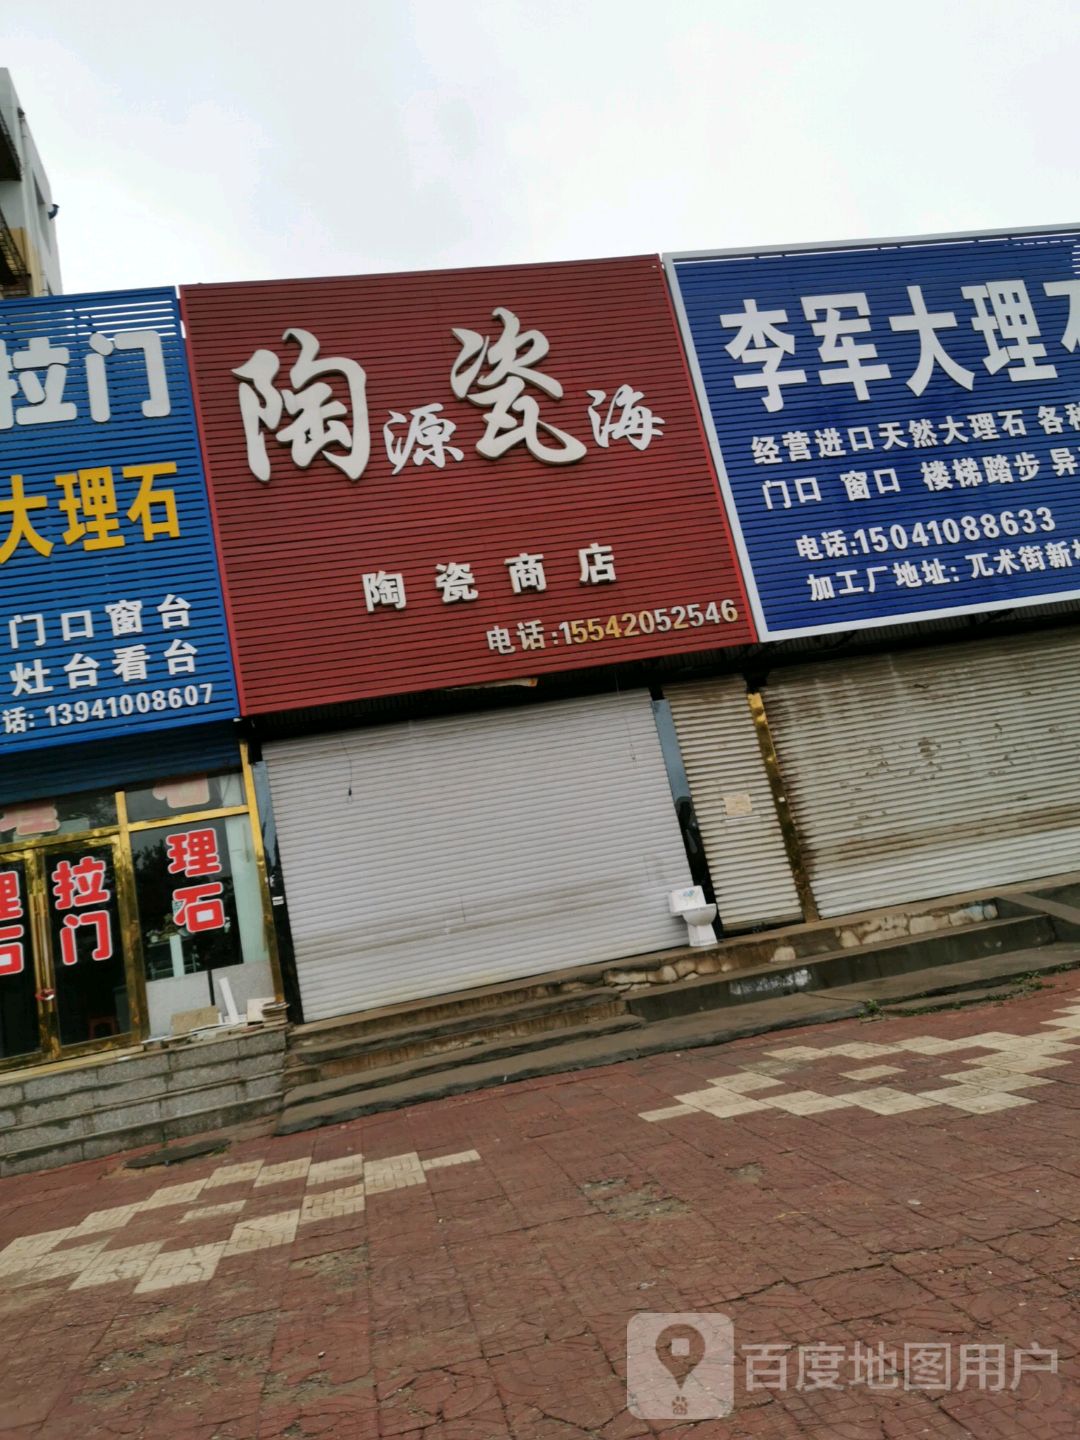 拉门
大理石
门口窗台
灶台看台
话: 13941008607
陶源瓷海
陶瓷商店
电话:15542052546
李军大理
经营进口天然大理石 各种
门口 窗口 楼梯踏步 异
电话:15041088633
加工厂地址: 兀术街新
理石
拉门
理石
百度地图用户